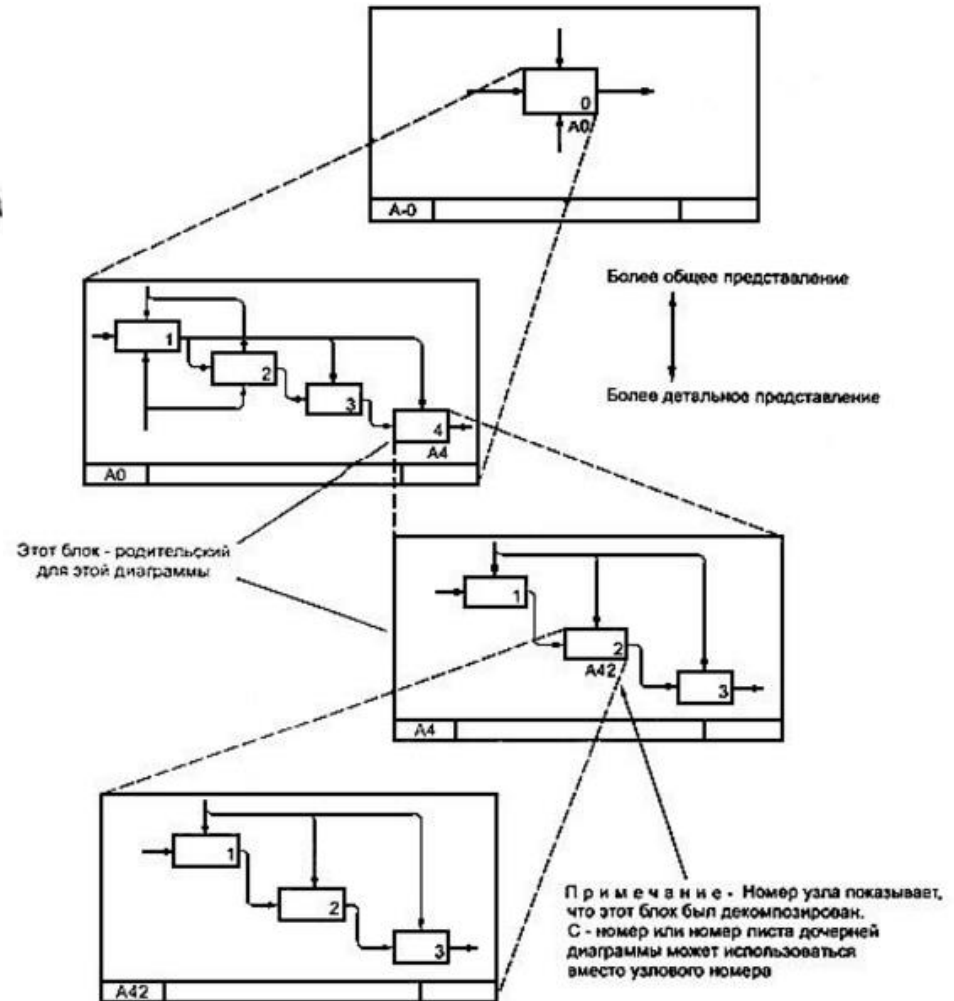 0
A0
А-0
Более общее представление
Более детальное представление
1
2
3
4
A4
A0
Этот блок - родительский
для этой диаграммы
1
2
A42
3
A4
1
2
3
A42
П р и м е ч а н и е - Номер узла показывает,
что этот блок был декомпозирован.
С - номер или номер листа дочерней
диаграммы может использоваться
вместо узлового номера